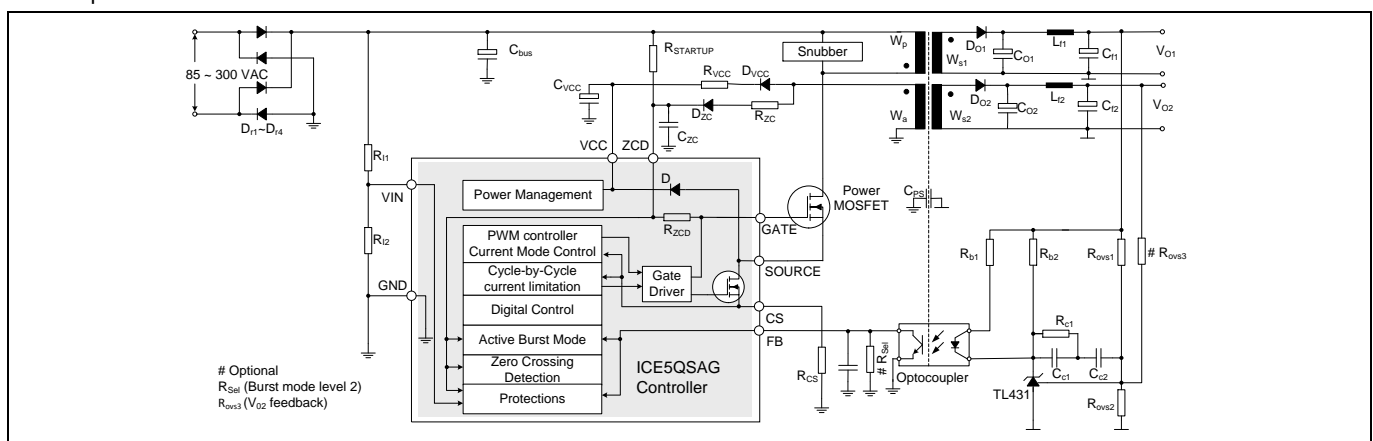 85 ~ 300 VAC
Dr1~Dr4
Cbus
RSTARTUP
Snubber
Wp
Ws1
DO1
CO1
Lf1
Cf1
VO1
CVCC
RVCC
DVCC
DZC
RZC
CZC
Wa
Ws2
DO2
CO2
Lf2
Cf2
VO2
VCC
ZCD
RI1
VIN
RI2
GND
Power Management
D
RZCD
PWM controller
Current Mode Control
Cycle-by-Cycle
current limitation
Digital Control
Active Burst Mode
Zero Crossing
Detection
Protections
Gate
Driver
ICE5QSAG
Controller
GATE
SOURCE
CS
FB
Power
MOSFET
CPS
Rb1
Rb2
Rovs1
# Rovs3
RCS
# RSel
Optocoupler
Rc1
Cc1
Cc2
TL431
Rovs2
# Optional
RSel (Burst mode level 2)
Rovs3 (V02 feedback)